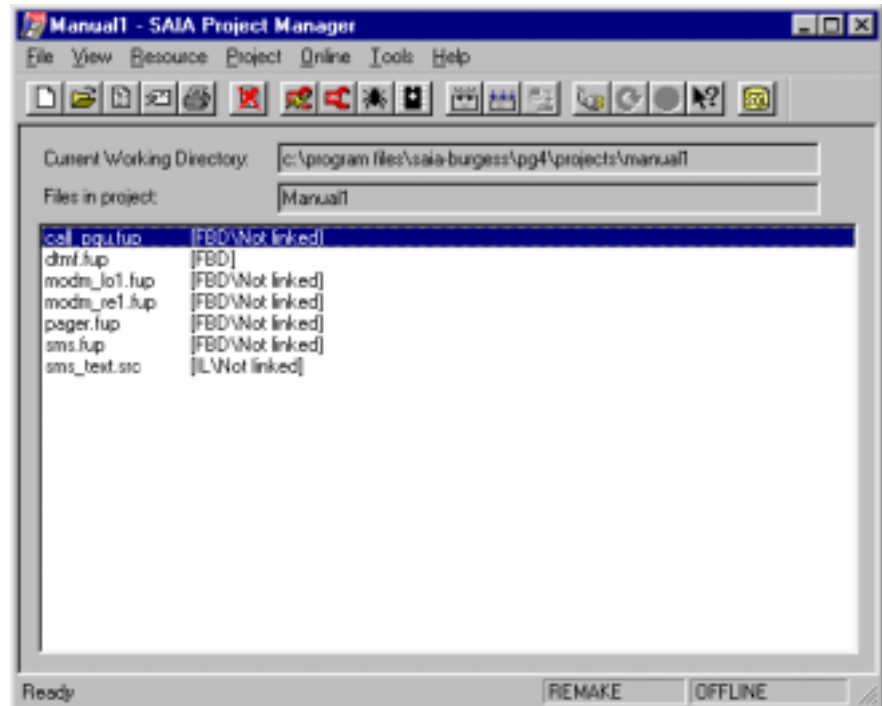 Manual1 - SAIA Project Manager
File View Resource Project Online Tools Help
Current Working Directory: c:\program files\saia-burgess\pg4\projects\manual1
Files in project: Manual1
call_pgu.fup [FBD\Not linked]
dtmf.fup [FBD]
modm_lo1.fup [FBD\Not linked]
modm_re1.fup [FBD\Not linked]
pager.fup [FBD\Not linked]
sms.fup [FBD\Not linked]
sms_text.src [IL\Not linked]
Ready REMAKE OFFLINE